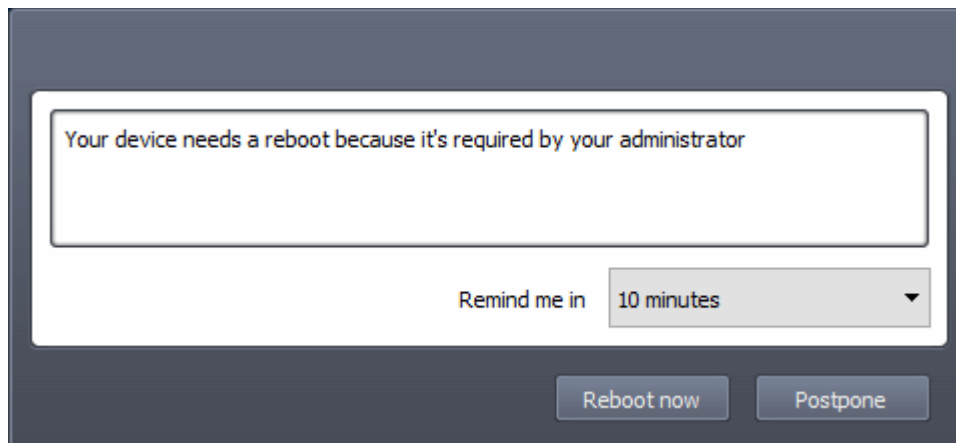 Your device needs a reboot because it's required by your administrator
Remind me in 10 minutes
Reboot now Postpone